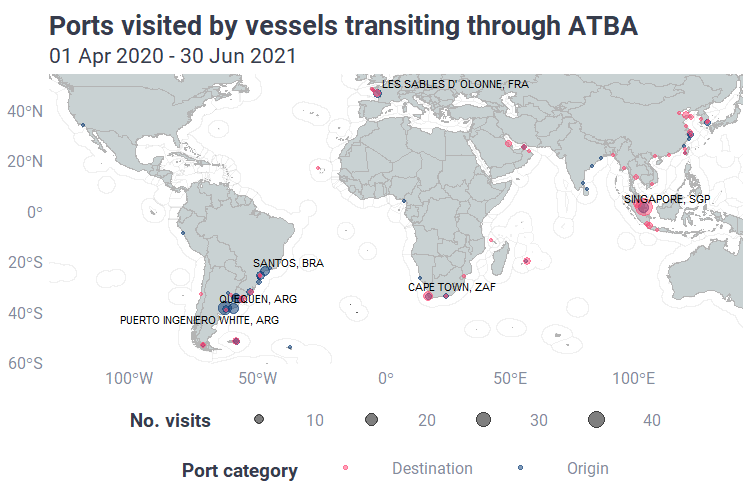 Ports visited by vessels transiting through ATBA
01 Apr 2020 - 30 Jun 2021
LES SABLES D' OLONNE, FRA
40°N
20°N
SINGAPORE, SGP
0°
20°S
SANTOS, BRA
CAPE TOWN, ZAF
QUEQUEN, ARG
40°S
PUERTO INGENIERO WHITE, ARG
60°S
100°W 50°W 0° 50°E 100°E
No. visits 10 20 30 40
Port category Destination Origin